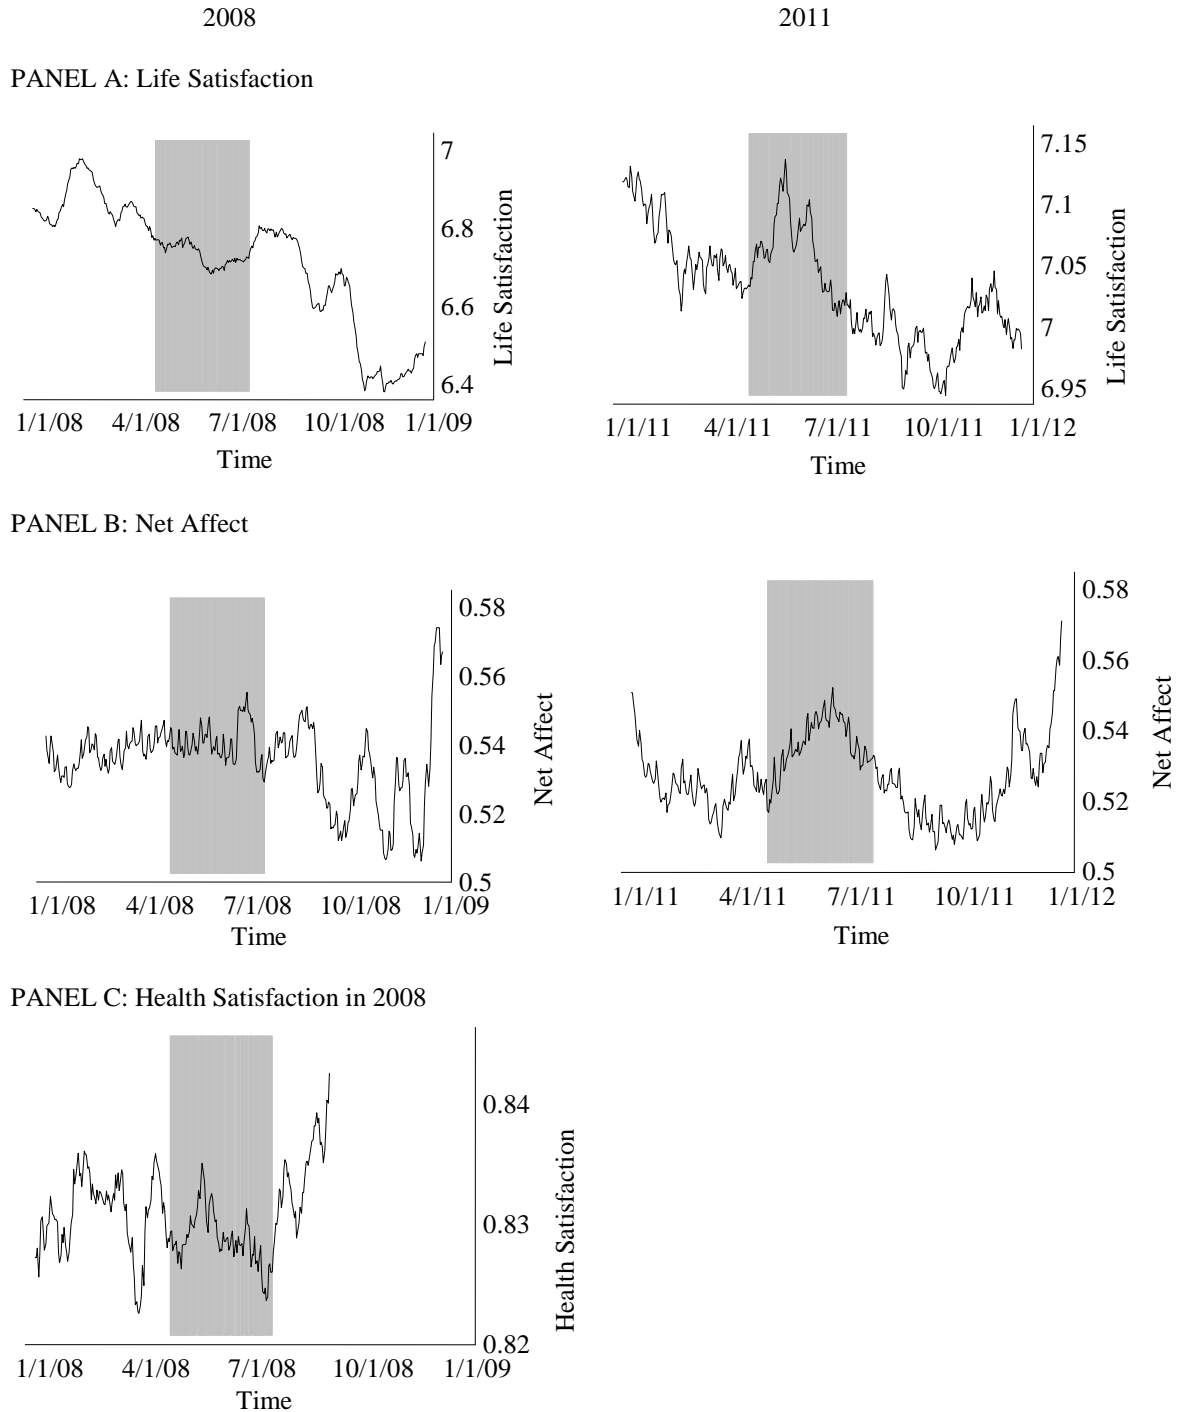 2008 2011
PANEL A: Life Satisfaction
7
6.8
6.6
6.4
Life Satisfaction
1/1/08 4/1/08 7/1/08 10/1/08 1/1/09
Time
7.15
7.1
7.05
7
6.95
Life Satisfaction
1/1/11 4/1/11 7/1/11 10/1/11 1/1/12
Time
PANEL B: Net Affect
0.58
0.56
0.54
0.52
0.5
Net Affect
1/1/08 4/1/08 7/1/08 10/1/08 1/1/09
Time
0.58
0.56
0.54
0.52
0.5
Net Affect
1/1/11 4/1/11 7/1/11 10/1/11 1/1/12
Time
PANEL C: Health Satisfaction in 2008
0.84
0.83
0.82
Health Satisfaction
1/1/08 4/1/08 7/1/08 10/1/08 1/1/09
Time